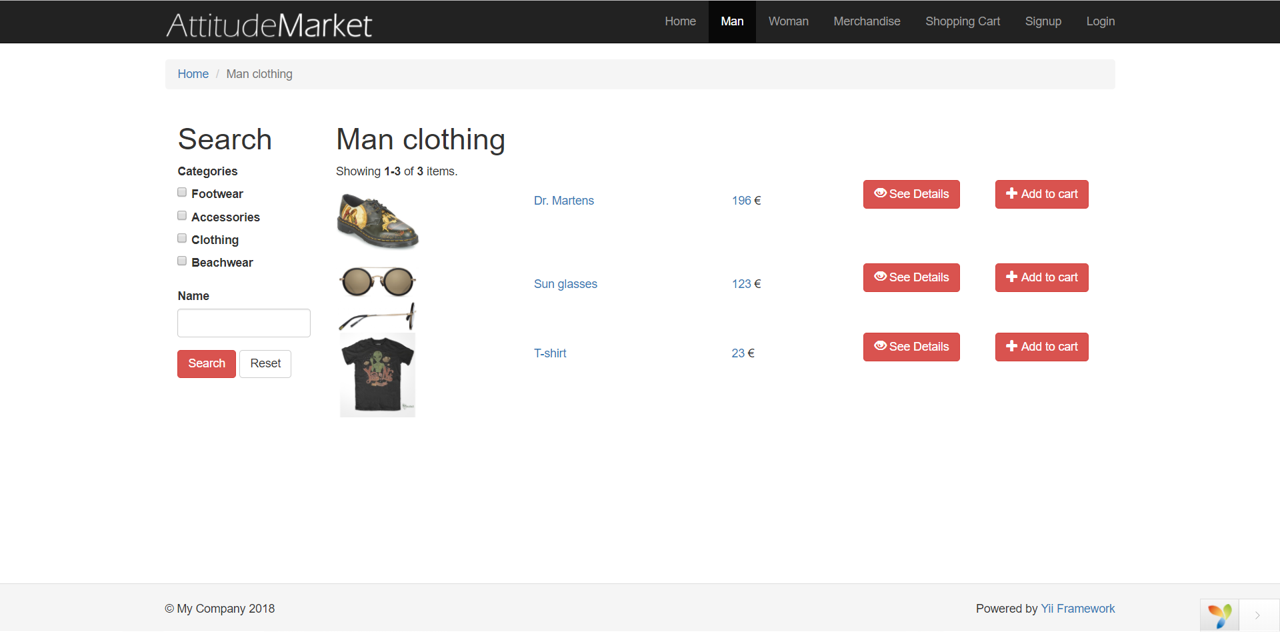 AttitudeMarket
Home Man Woman Merchandise Shopping Cart Signup Login
Home / Man clothing
Search
Categories
Footwear
Accessories
Clothing
Beachwear
Name
Search Reset
Man clothing
Showing 1-3 of 3 items.
Dr. Martens 196 € See Details Add to cart
Sun glasses 123 € See Details Add to cart
T-shirt 23 € See Details Add to cart
© My Company 2018
Powered by Yii Framework